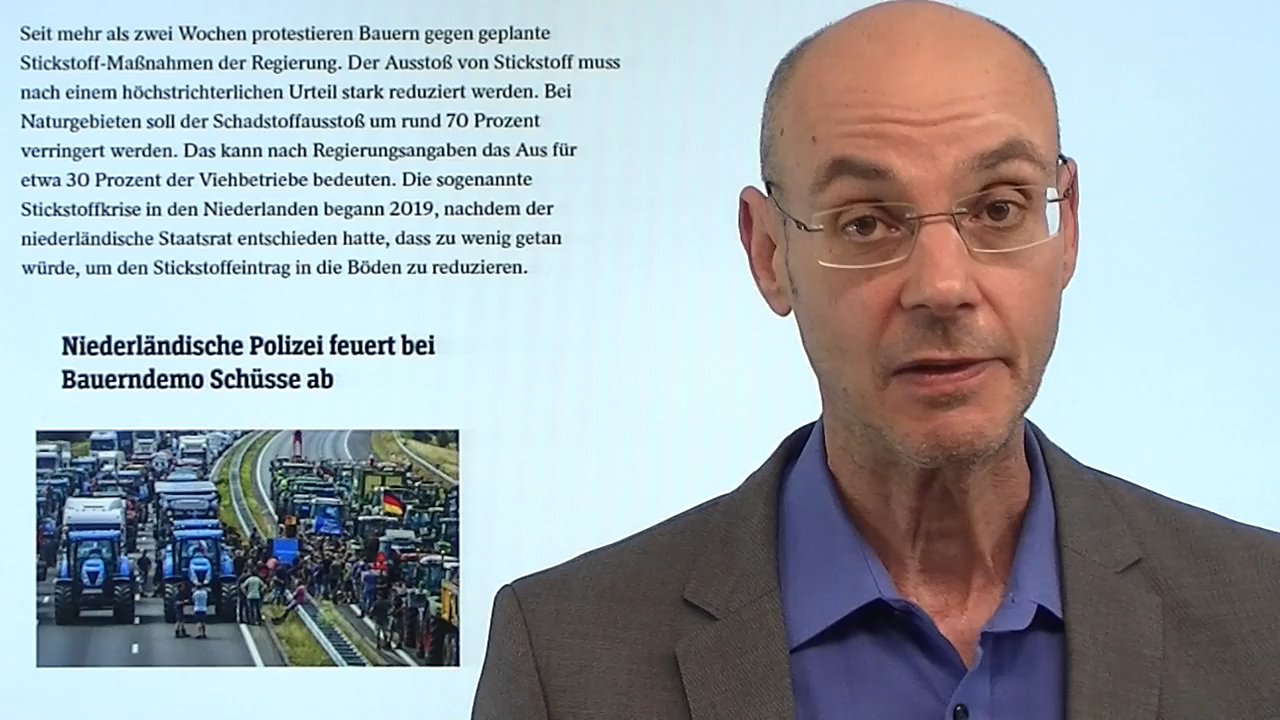 Seit mehr als zwei Wochen protestieren Bauern gegen geplante
Stickstoff-Maßnahmen der Regierung. Der Ausstoß von Stickstoff muss
nach einem höchstrichterlichen Urteil stark reduziert werden. Bei
Naturgebieten soll der Schadstoffausstoß um rund 70 Prozent
verringert werden. Das kann nach Regierungsangaben das Aus für
etwa 30 Prozent der Viehbetriebe bedeuten. Die sogenannte
Stickstoffkrise in den Niederlanden begann 2019, nachdem der
niederländische Staatsrat entschieden hatte, dass zu wenig getan
würde, um den Stickstoffeintrag in die Böden zu reduzieren.
Niederländische Polizei feuert bei
Bauerndemo Schüsse ab